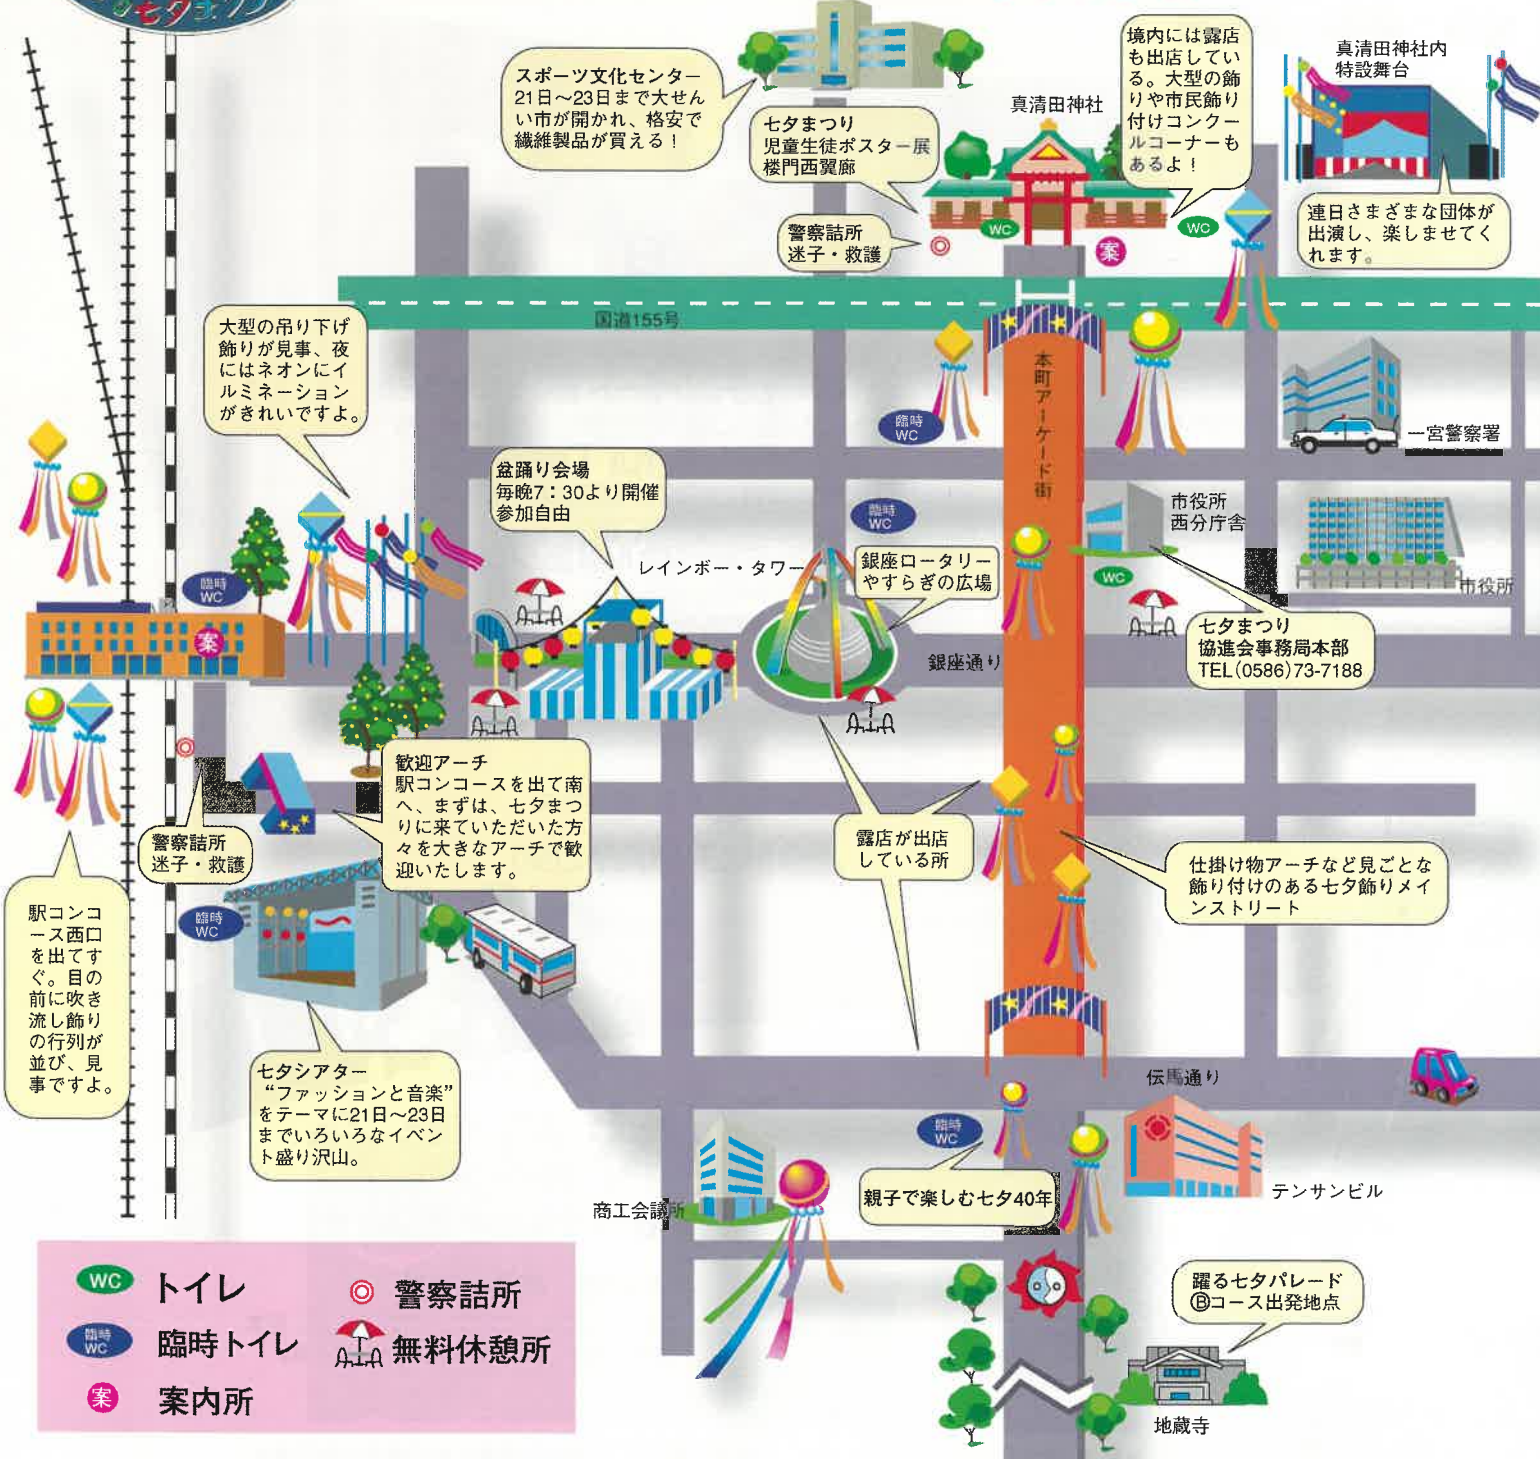 七夕まつり
スポーツ文化センター
21日〜23日まで大せん
い市が開かれ、格安で
繊維製品が買える！
七夕まつり
児童生徒ポスター展
楼門西翼廊
真清田神社
境内には露店
も出店してい
る。大型の飾
りや市民飾り
付けコンクー
ルコーナーも
あるよ！
真清田神社内
特設舞台
連日さまざまな団体が
出演し、楽しませてく
れます。
警察詰所
迷子・救護
WC
WC
案
国道155号
大型の吊り下げ
飾りが見事、夜
にはネオンにイ
ルミネーション
がきれいですよ。
本町アーケード街
臨時
WC
一宮警察署
盆踊り会場
毎晩7：30より開催
参加自由
臨時
WC
市役所
西分庁舎
WC
市役所
レインボー・タワー
銀座ロータリー
やすらぎの広場
臨時
WC
案
銀座通り
七夕まつり
協進会事務局本部
TEL(0586)73-7188
歓迎アーチ
駅コンコースを出て南
へ、まずは、七夕まつ
りに来ていただいた方
々を大きなアーチで歓
迎いたします。
警察詰所
迷子・救護
露店が出店
している所
仕掛け物アーチなど見ごとな
飾り付けのある七夕飾りメイ
ンストリート
駅コンコ
ース西口
を出てす
ぐ。目の
前に吹き
流し飾り
の行列が
並び、見
事ですよ。
臨時
WC
七夕シアター
“ファッションと音楽”
をテーマに21日〜23日
までいろいろなイベン
ト盛り沢山。
伝馬通り
臨時
WC
親子で楽しむ七夕40年
商工会議所
テンサンビル
躍る七夕パレード
Ⓑコース出発地点
地蔵寺
WC トイレ
臨時
WC 臨時トイレ
案 案内所
警察詰所
無料休憩所